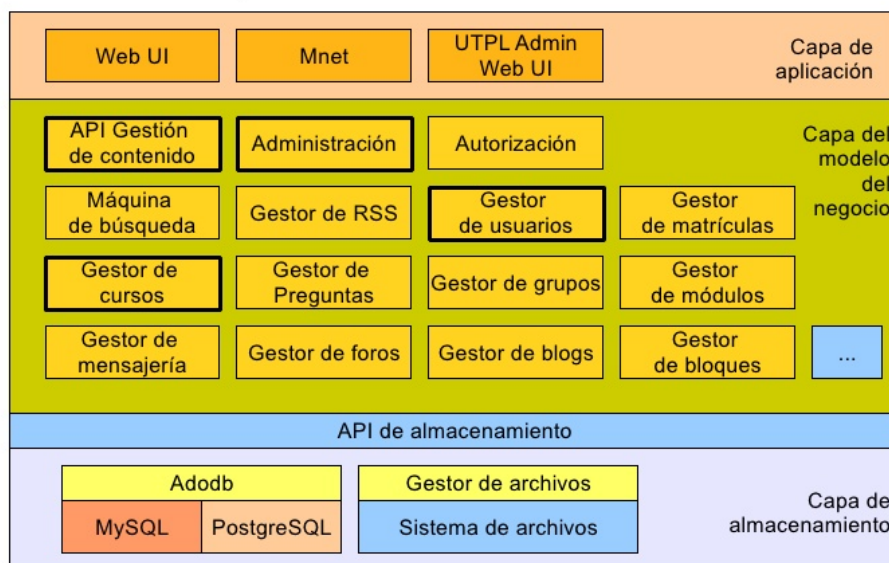 Web UI
Mnet
UTPL Admin
Web UI
Capa de
aplicación
API Gestión
de contenido
Administración
Autorización
Capa del
modelo
del
negocio
Máquina
de búsqueda
Gestor de RSS
Gestor
de usuarios
Gestor
de matrículas
Gestor de
cursos
Gestor de
Preguntas
Gestor de grupos
Gestor
de módulos
Gestor de
mensajería
Gestor de foros
Gestor de blogs
Gestor
de bloques
...
API de almacenamiento
Adodb
Gestor de archivos
MySQL
PostgreSQL
Sistema de archivos
Capa de
almacenamiento